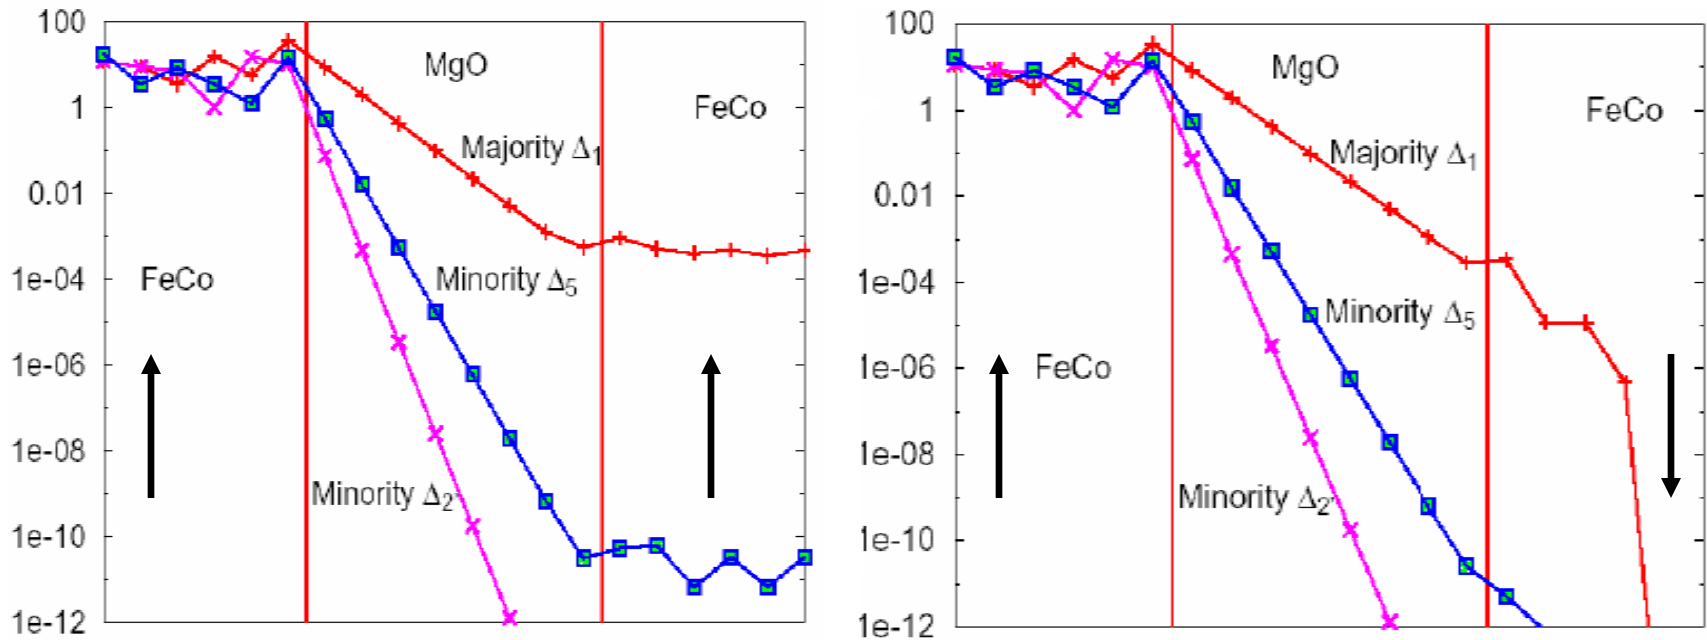 100
1
0.01
1e-04
1e-06
1e-08
1e-10
1e-12
MgO
FeCo
Majority Δ1
FeCo
Minority Δ5
Minority Δ2'
100
1
0.01
1e-04
1e-06
1e-08
1e-10
1e-12
MgO
FeCo
Majority Δ1
Minority Δ5
FeCo
Minority Δ2'